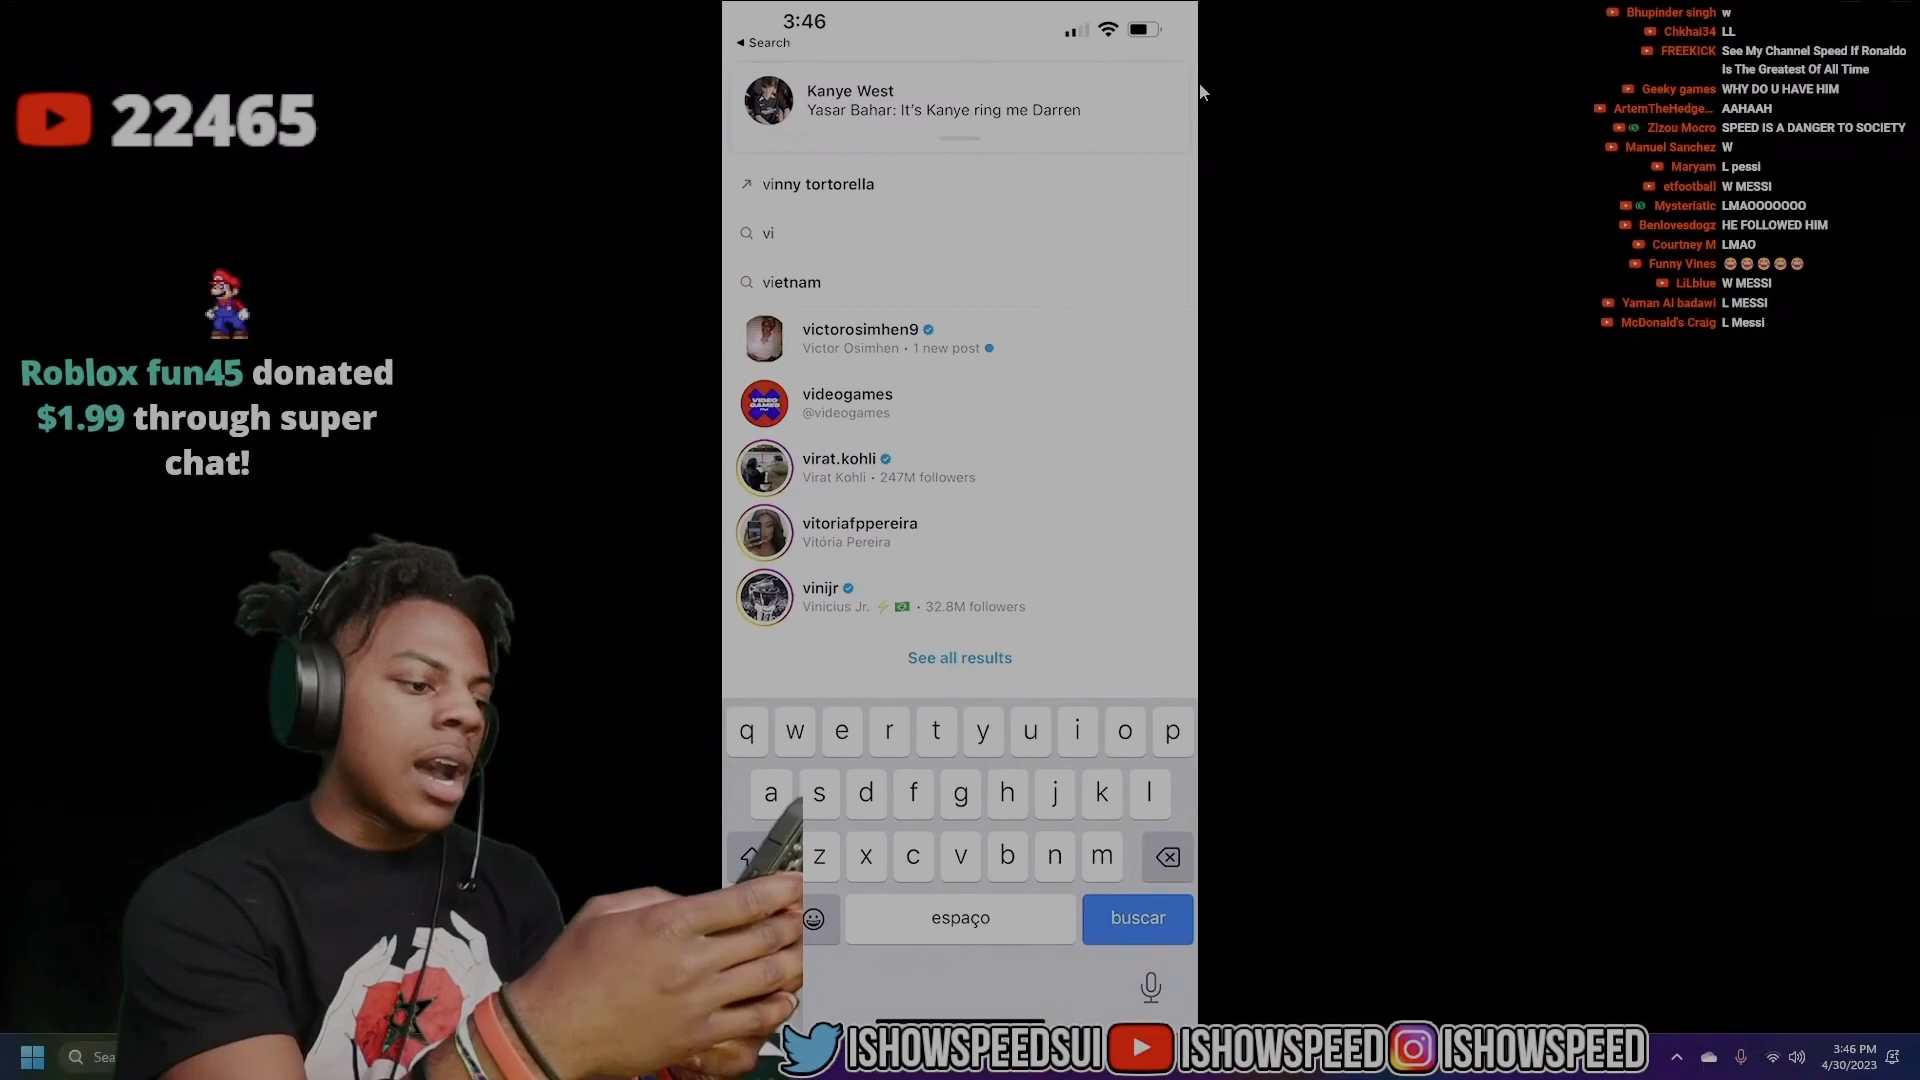 22465
Roblox fun45 donated
$1.99 through super
chat!
3:46
Search
Kanye West
Yasar Bahar: It's Kanye ring me Darren
vinny tortorella
vi
vietnam
victorosimhen9
Victor Osimhen • 1 new post
videogames
@videogames
virat.kohli
Virat Kohli • 247M followers
vitoriafppereira
Vitória Pereira
vinijr
Vinicius Jr. ⚡ 🇧🇷 • 32.8M followers
See all results
q w e r t y u i o p
a s d f g h j k l
z x c v b n m
espaço
buscar
Bhupinder singh w
Chkhai34 LL
FREEKICK See My Channel Speed If Ronaldo
Is The Greatest Of All Time
Geeky games WHY DO U HAVE HIM
ArtemTheHedge... AAHAAH
Zizou Mocro SPEED IS A DANGER TO SOCIETY
Manuel Sanchez W
Maryam L pessi
etfootball W MESSI
Mysteriatic LMAOOOOOOO
Benlovesdogz HE FOLLOWED HIM
Courtney M LMAO
Funny Vines 😂😂😂😂😂
LiLblue W MESSI
Yaman Al badawi L MESSI
McDonald's Craig L Messi
ISHOWSPEEDSUI ISHOWSPEED ISHOWSPEED
Sea
3:46 PM
4/30/2023